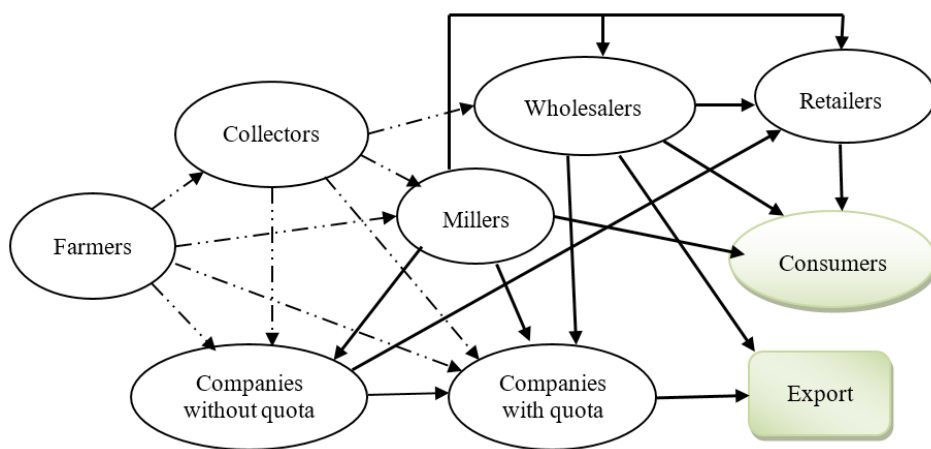 Wholesalers
Retailers
Collectors
Farmers
Millers
Consumers
Companies
without quota
Companies
with quota
Export